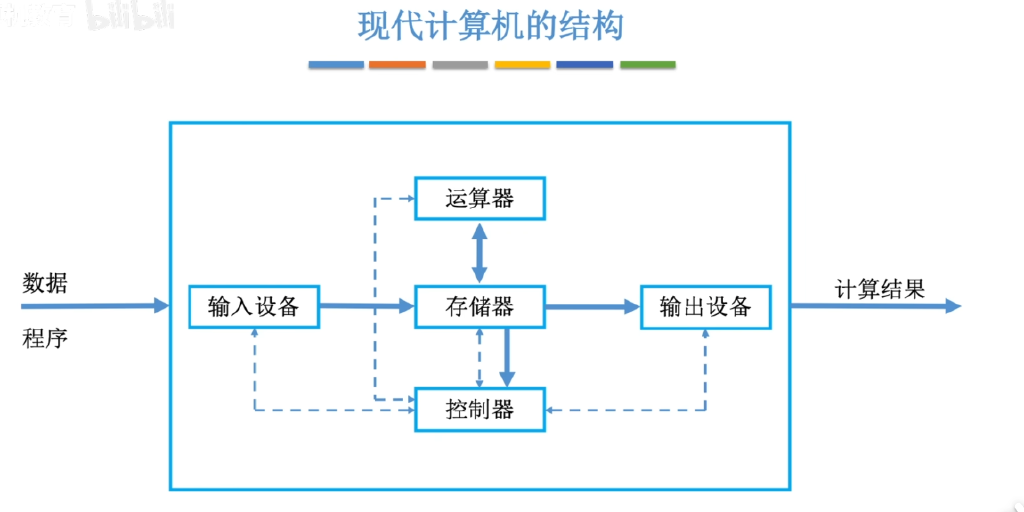 bilibili
现代计算机的结构
运算器
数据
程序
输入设备
存储器
输出设备
计算结果
控制器